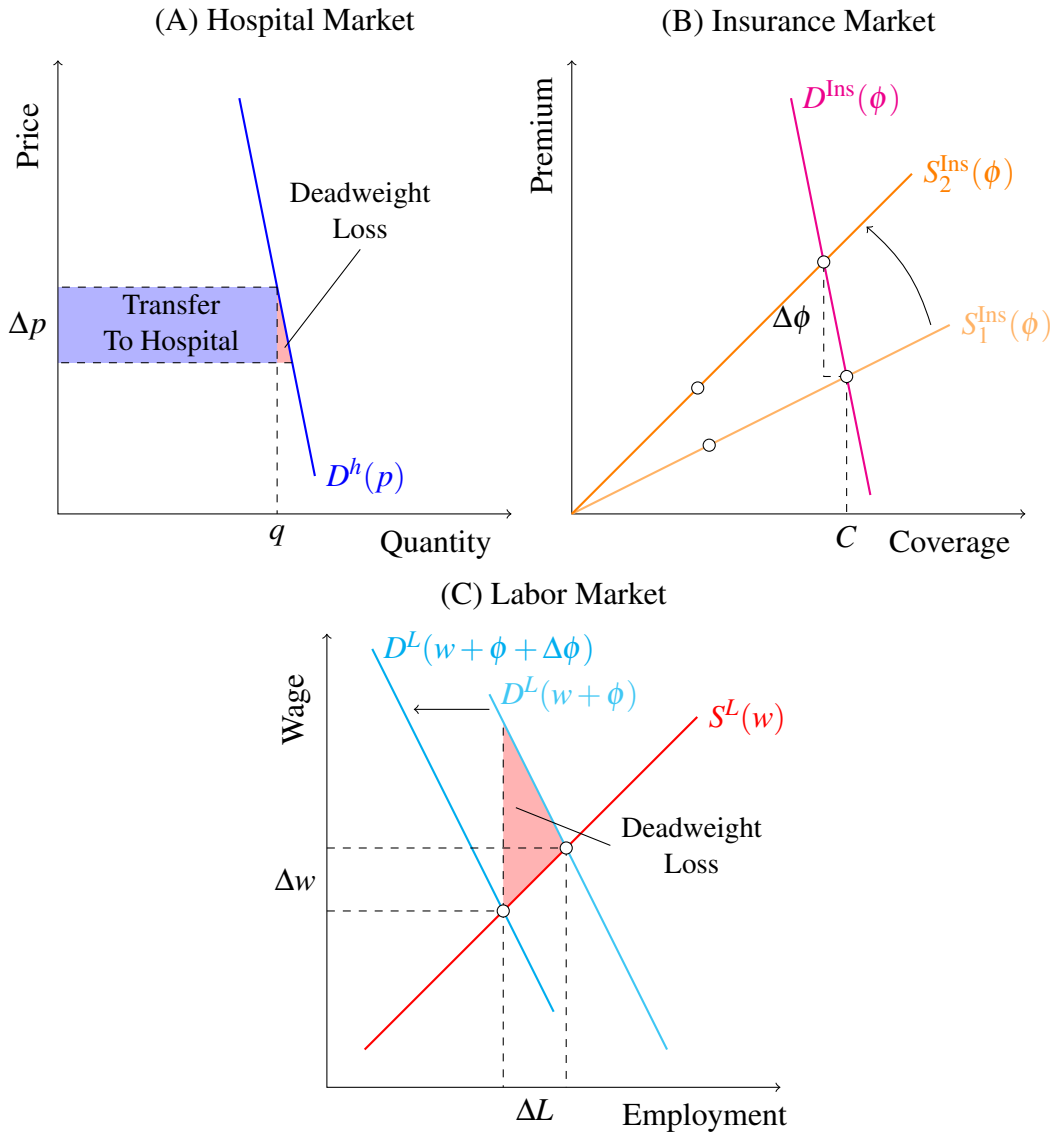 (A) Hospital Market
Price
Deadweight
Loss
Transfer
To Hospital
Δp
D^h(p)
q
Quantity
(B) Insurance Market
Premium
D^Ins(ϕ)
S_2^Ins(ϕ)
Δϕ
S_1^Ins(ϕ)
C
Coverage
(C) Labor Market
Wage
D^L(w + ϕ + Δϕ)
D^L(w + ϕ)
S^L(w)
Deadweight
Loss
Δw
ΔL
Employment